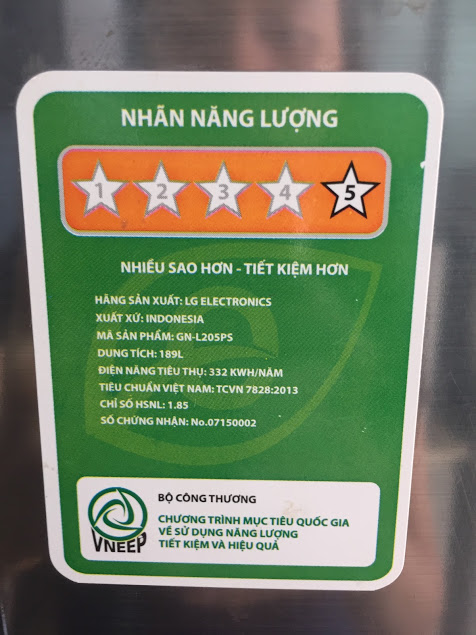 NHÃN NĂNG LƯỢNG
1 2 3 4 5
NHIỀU SAO HƠN - TIẾT KIỆM HƠN
HÃNG SẢN XUẤT: LG ELECTRONICS
XUẤT XỨ: INDONESIA
MÃ SẢN PHẨM: GN-L205PS
DUNG TÍCH: 189L
ĐIỆN NĂNG TIÊU THỤ: 332 KWH/NĂM
TIÊU CHUẨN VIỆT NAM: TCVN 7828:2013
CHỈ SỐ HSNL: 1.85
SỐ CHỨNG NHẬN: No.07150002
BỘ CÔNG THƯƠNG
CHƯƠNG TRÌNH MỤC TIÊU QUỐC GIA
VỀ SỬ DỤNG NĂNG LƯỢNG
TIẾT KIỆM VÀ HIỆU QUẢ
VNEEP